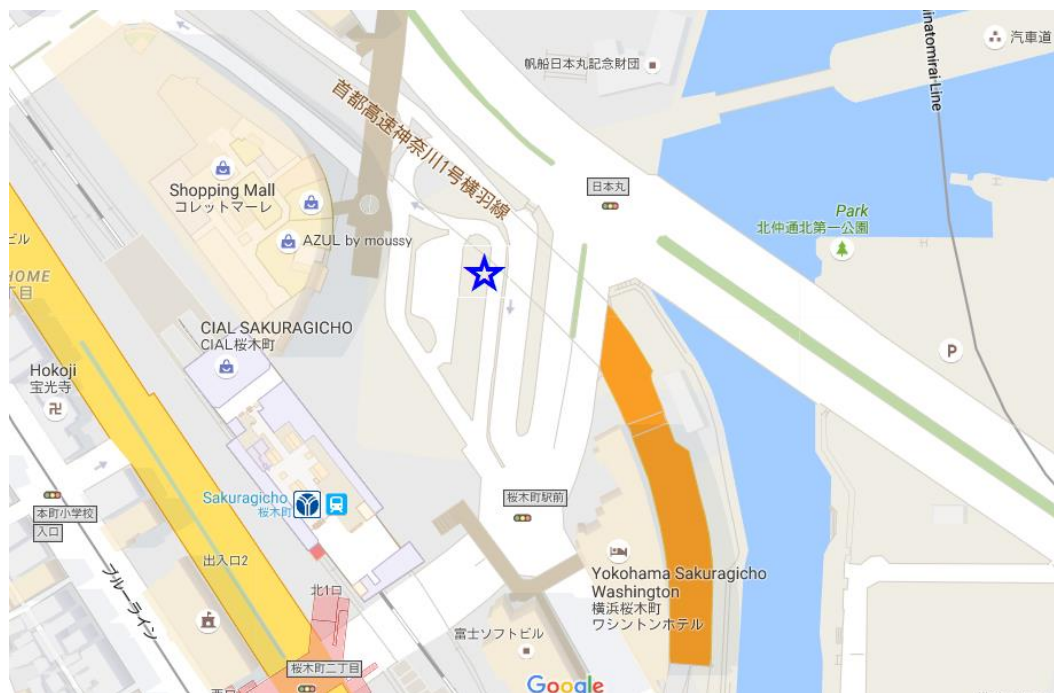 汽車道
inatomirai Line
帆船日本丸記念財団
首都高速神奈川1号横羽線
Shopping Mall
コレットマーレ
日本丸
Park
北仲通北第一公園
AZUL by moussy
ビル
HOME
丁目
CIAL SAKURAGICHO
CIAL桜木町
P
Hokoji
宝光寺
Sakuragicho
桜木町
桜木町駅前
本町小学校
入口
出入口2
ブルーライン
北1口
Yokohama Sakuragicho
Washington
横浜桜木町
ワシントンホテル
富士ソフトビル
桜木町二丁目
Google